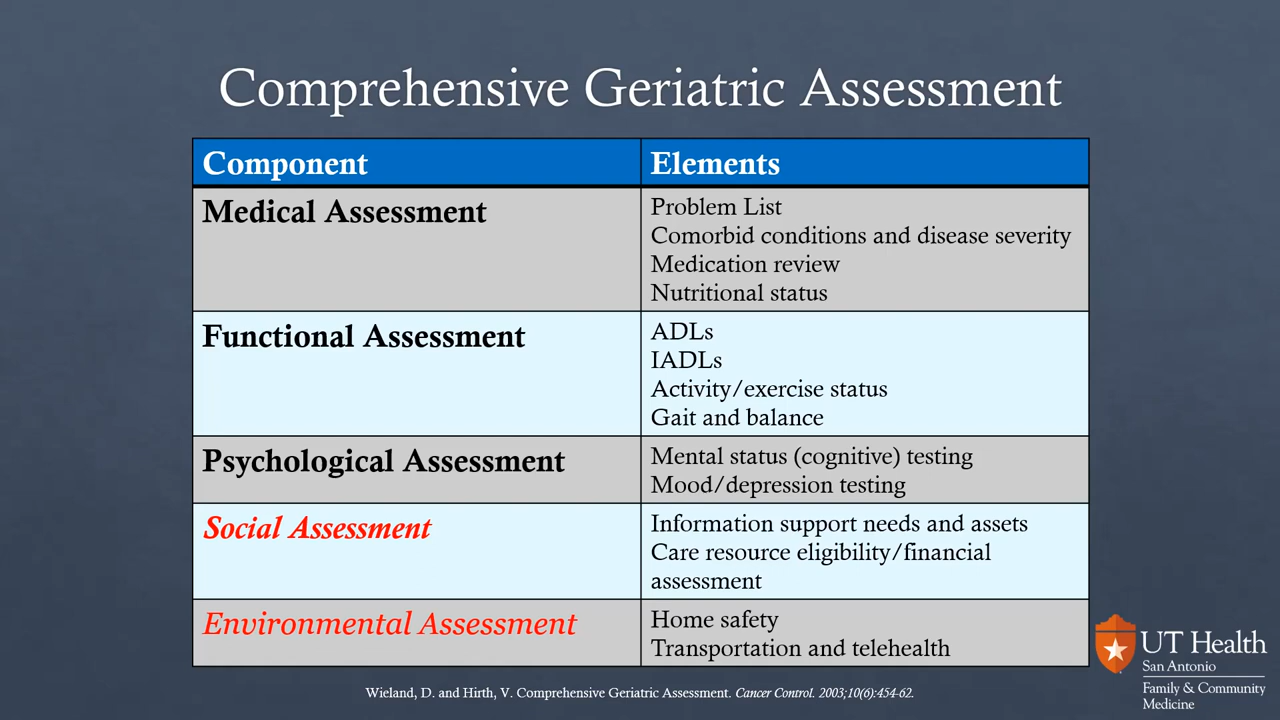 Comprehensive Geriatric Assessment
Component
Elements
Medical Assessment
Problem List
Comorbid conditions and disease severity
Medication review
Nutritional status
Functional Assessment
ADLs
IADLs
Activity/exercise status
Gait and balance
Psychological Assessment
Mental status (cognitive) testing
Mood/depression testing
Social Assessment
Information support needs and assets
Care resource eligibility/financial
assessment
Environmental Assessment
Home safety
Transportation and telehealth
Wieland, D. and Hirth, V. Comprehensive Geriatric Assessment. Cancer Control. 2003;10(6):454-62.
UT Health
San Antonio
Family & Community
Medicine